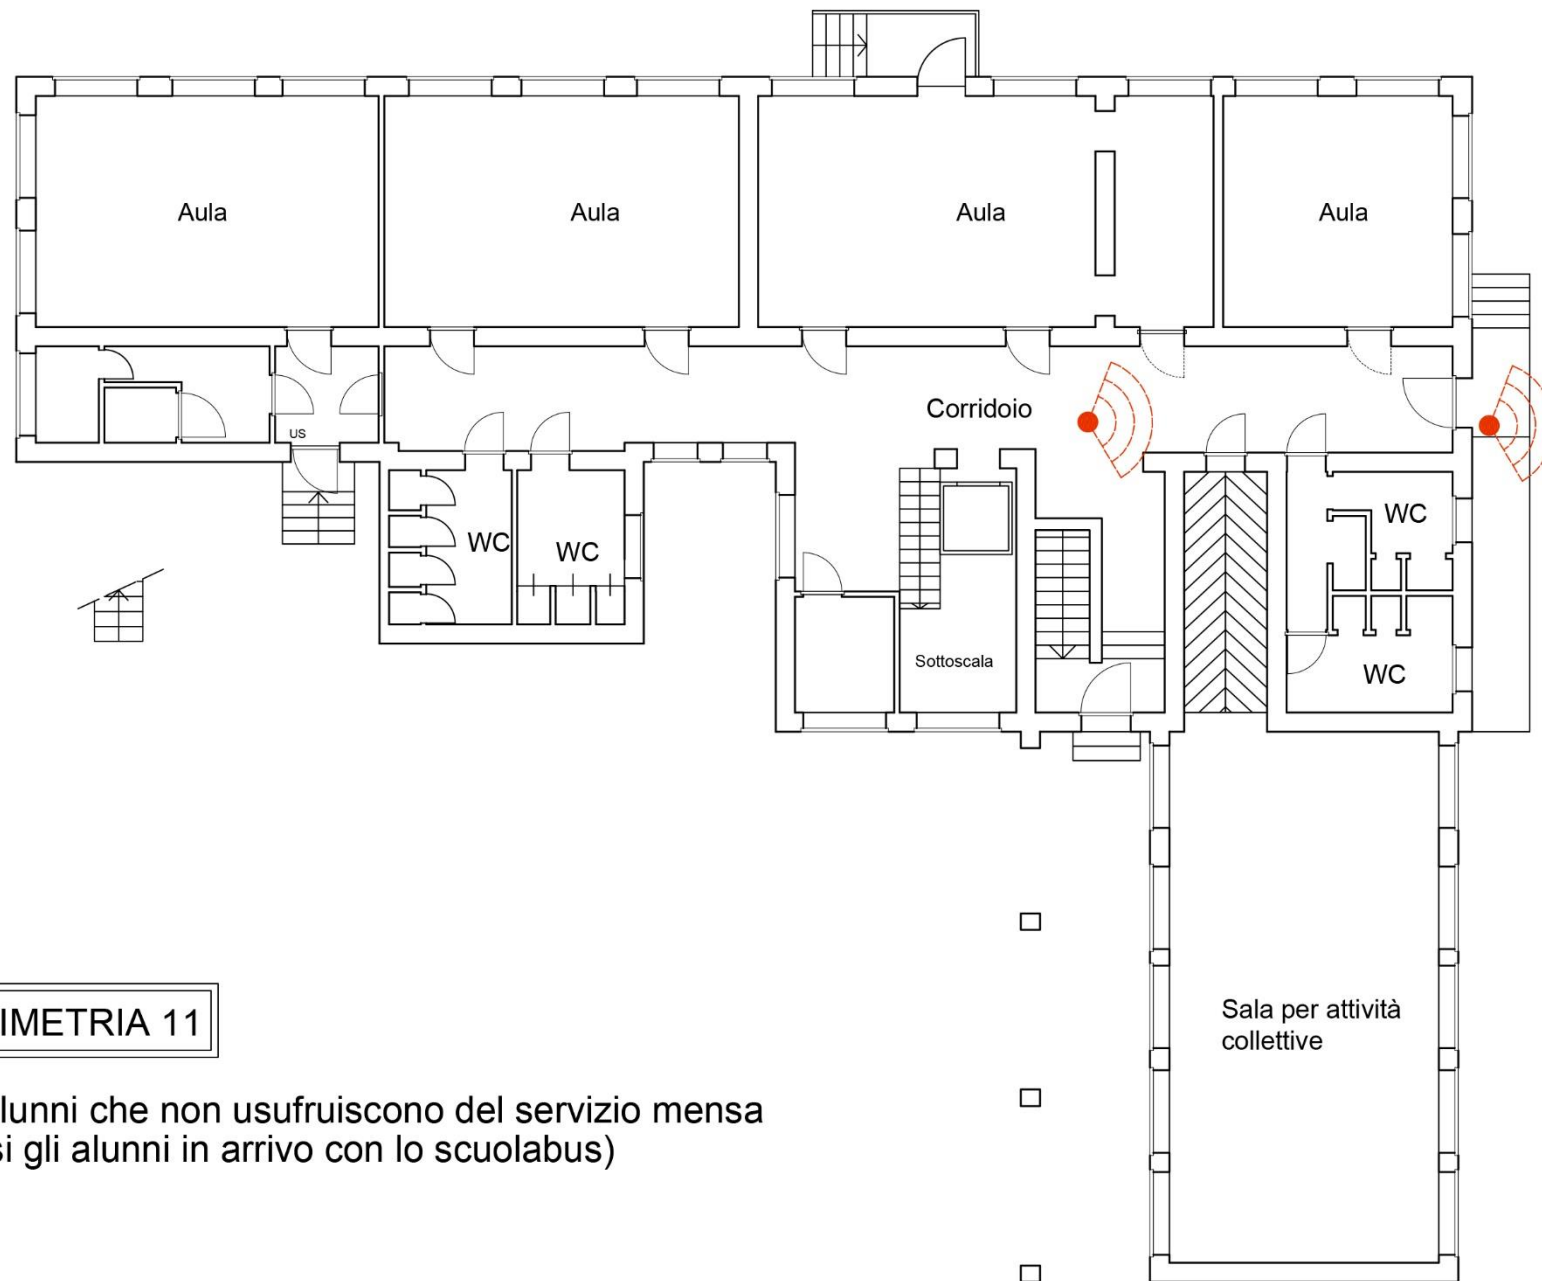 Aula
Aula
Aula
Aula
Corridoio
US
WC
WC
WC
Sottoscala
WC
Sala per attività
collettive
IMETRIA 11
lunni che non usufruiscono del servizio mensa
si gli alunni in arrivo con lo scuolabus)